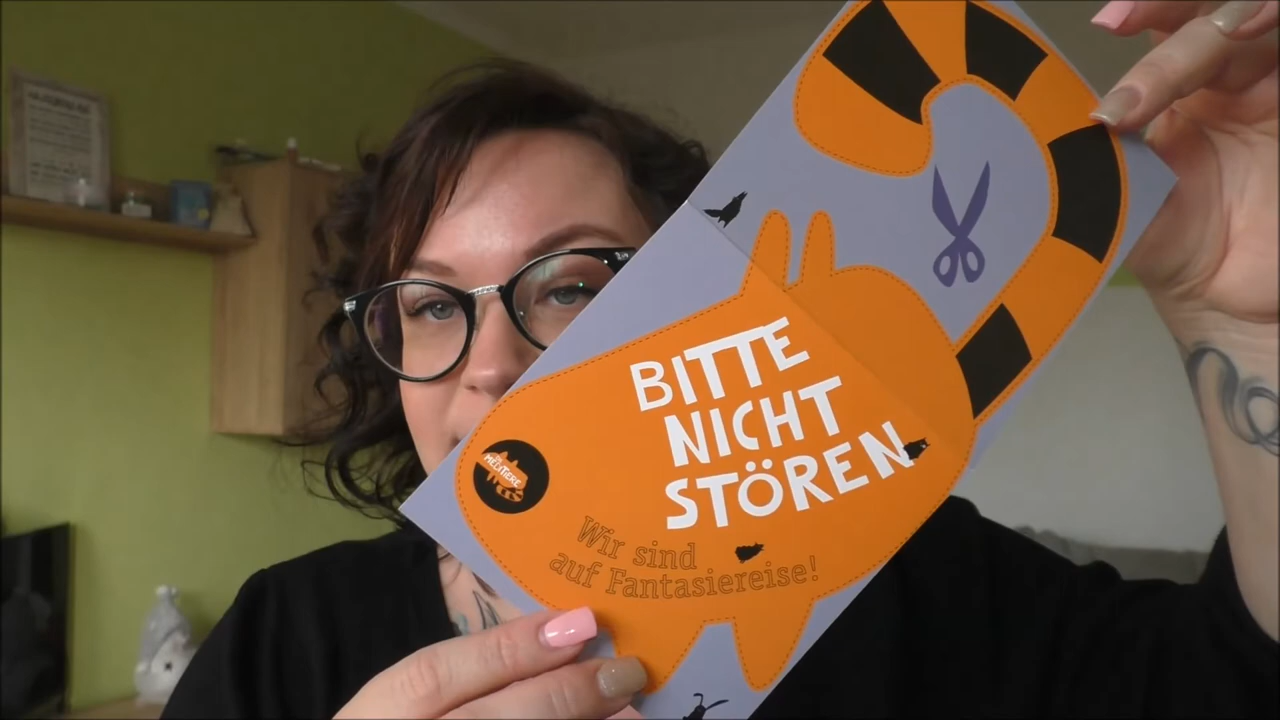 BITTE
NICHT
STÖREN
Wir sind
auf Fantasiereise!